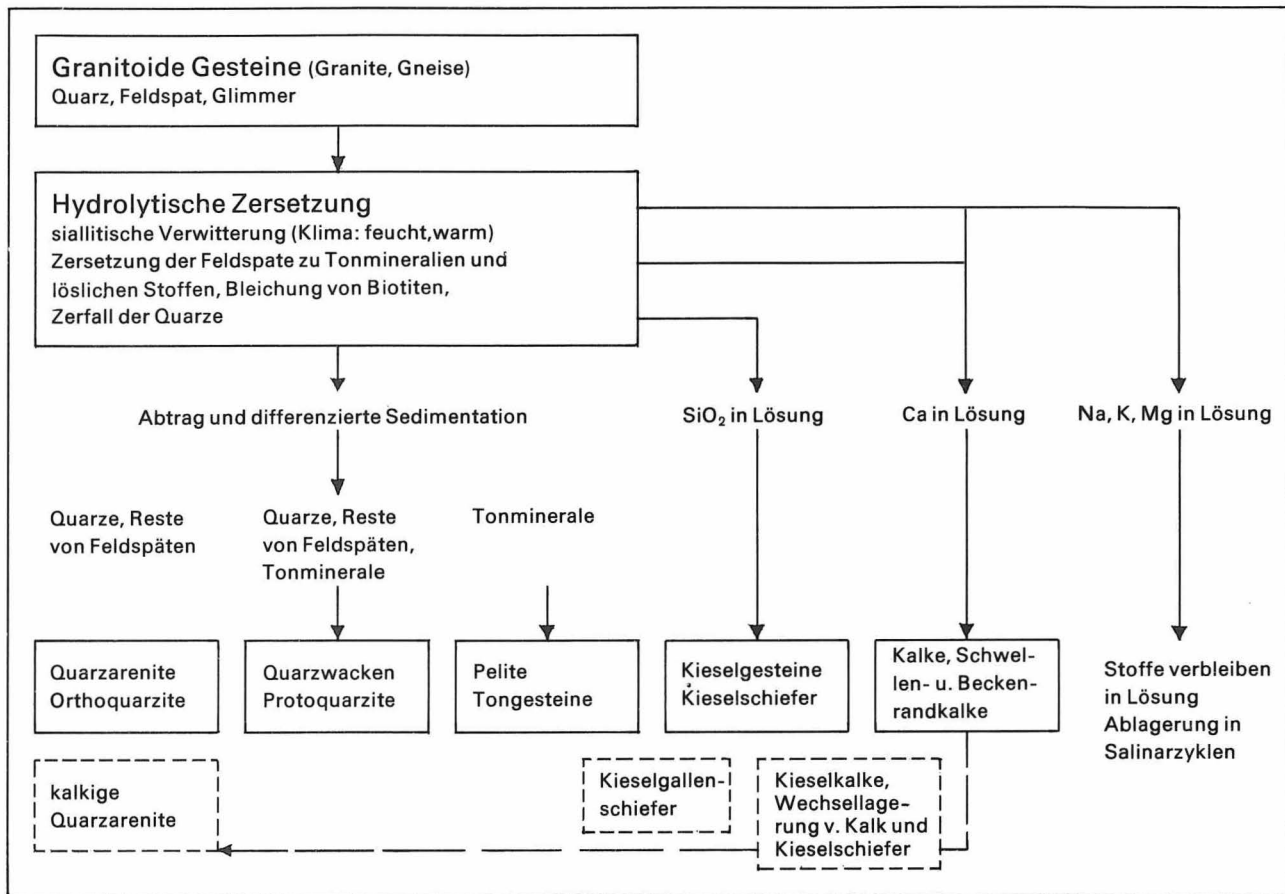 Granitoide Gesteine (Granite, Gneise)
Quarz, Feldspat, Glimmer
Hydrolytische Zersetzung
siallitische Verwitterung (Klima: feucht,warm)
Zersetzung der Feldspate zu Tonmineralien und
löslichen Stoffen, Bleichung von Biotiten,
Zerfall der Quarze
Abtrag und differenzierte Sedimentation
SiO₂ in Lösung
Ca in Lösung
Na, K, Mg in Lösung
Quarze, Reste
von Feldspäten
Quarze, Reste
von Feldspäten,
Tonminerale
Tonminerale
Quarzarenite
Orthoquarzite
Quarzwacken
Protoquarzite
Pelite
Tongesteine
Kieselgesteine
Kieselschiefer
Kalke, Schwel-
len- u. Becken-
randkalke
Stoffe verbleiben
in Lösung
Ablagerung in
Salinarzyklen
kalkige
Quarzarenite
Kieselgallen-
schiefer
Kieselkalke,
Wechsellage-
rung v. Kalk und
Kieselschiefer